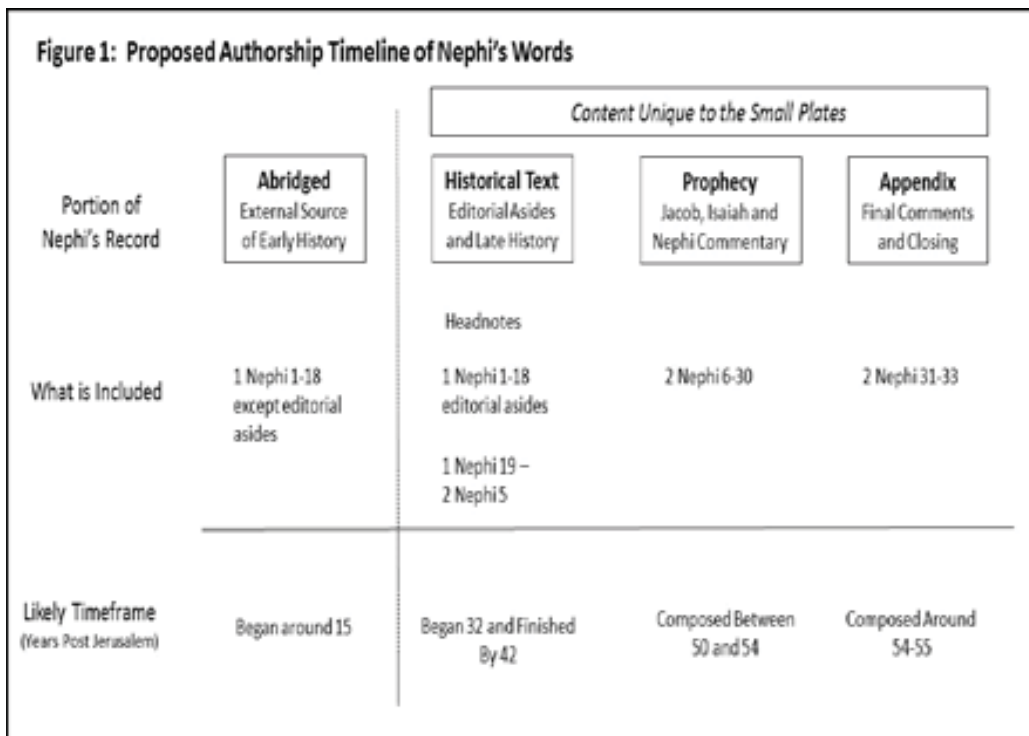 Figure 1: Proposed Authorship Timeline of Nephi's Words
Content Unique to the Small Plates
Portion of
Nephi's Record
Abridged
External Source
of Early History
Historical Text
Editorial Asides
and Late History
Prophecy
Jacob, Isaiah and
Nephi Commentary
Appendix
Final Comments
and Closing
What is Included
1 Nephi 1-18
except editorial
asides
Headnotes
1 Nephi 1-18
editorial asides
1 Nephi 19 –
2 Nephi 5
2 Nephi 6-30
2 Nephi 31-33
Likely Timeframe
(Years Post Jerusalem)
Began around 15
Began 32 and Finished
By 42
Composed Between
50 and 54
Composed Around
54-55